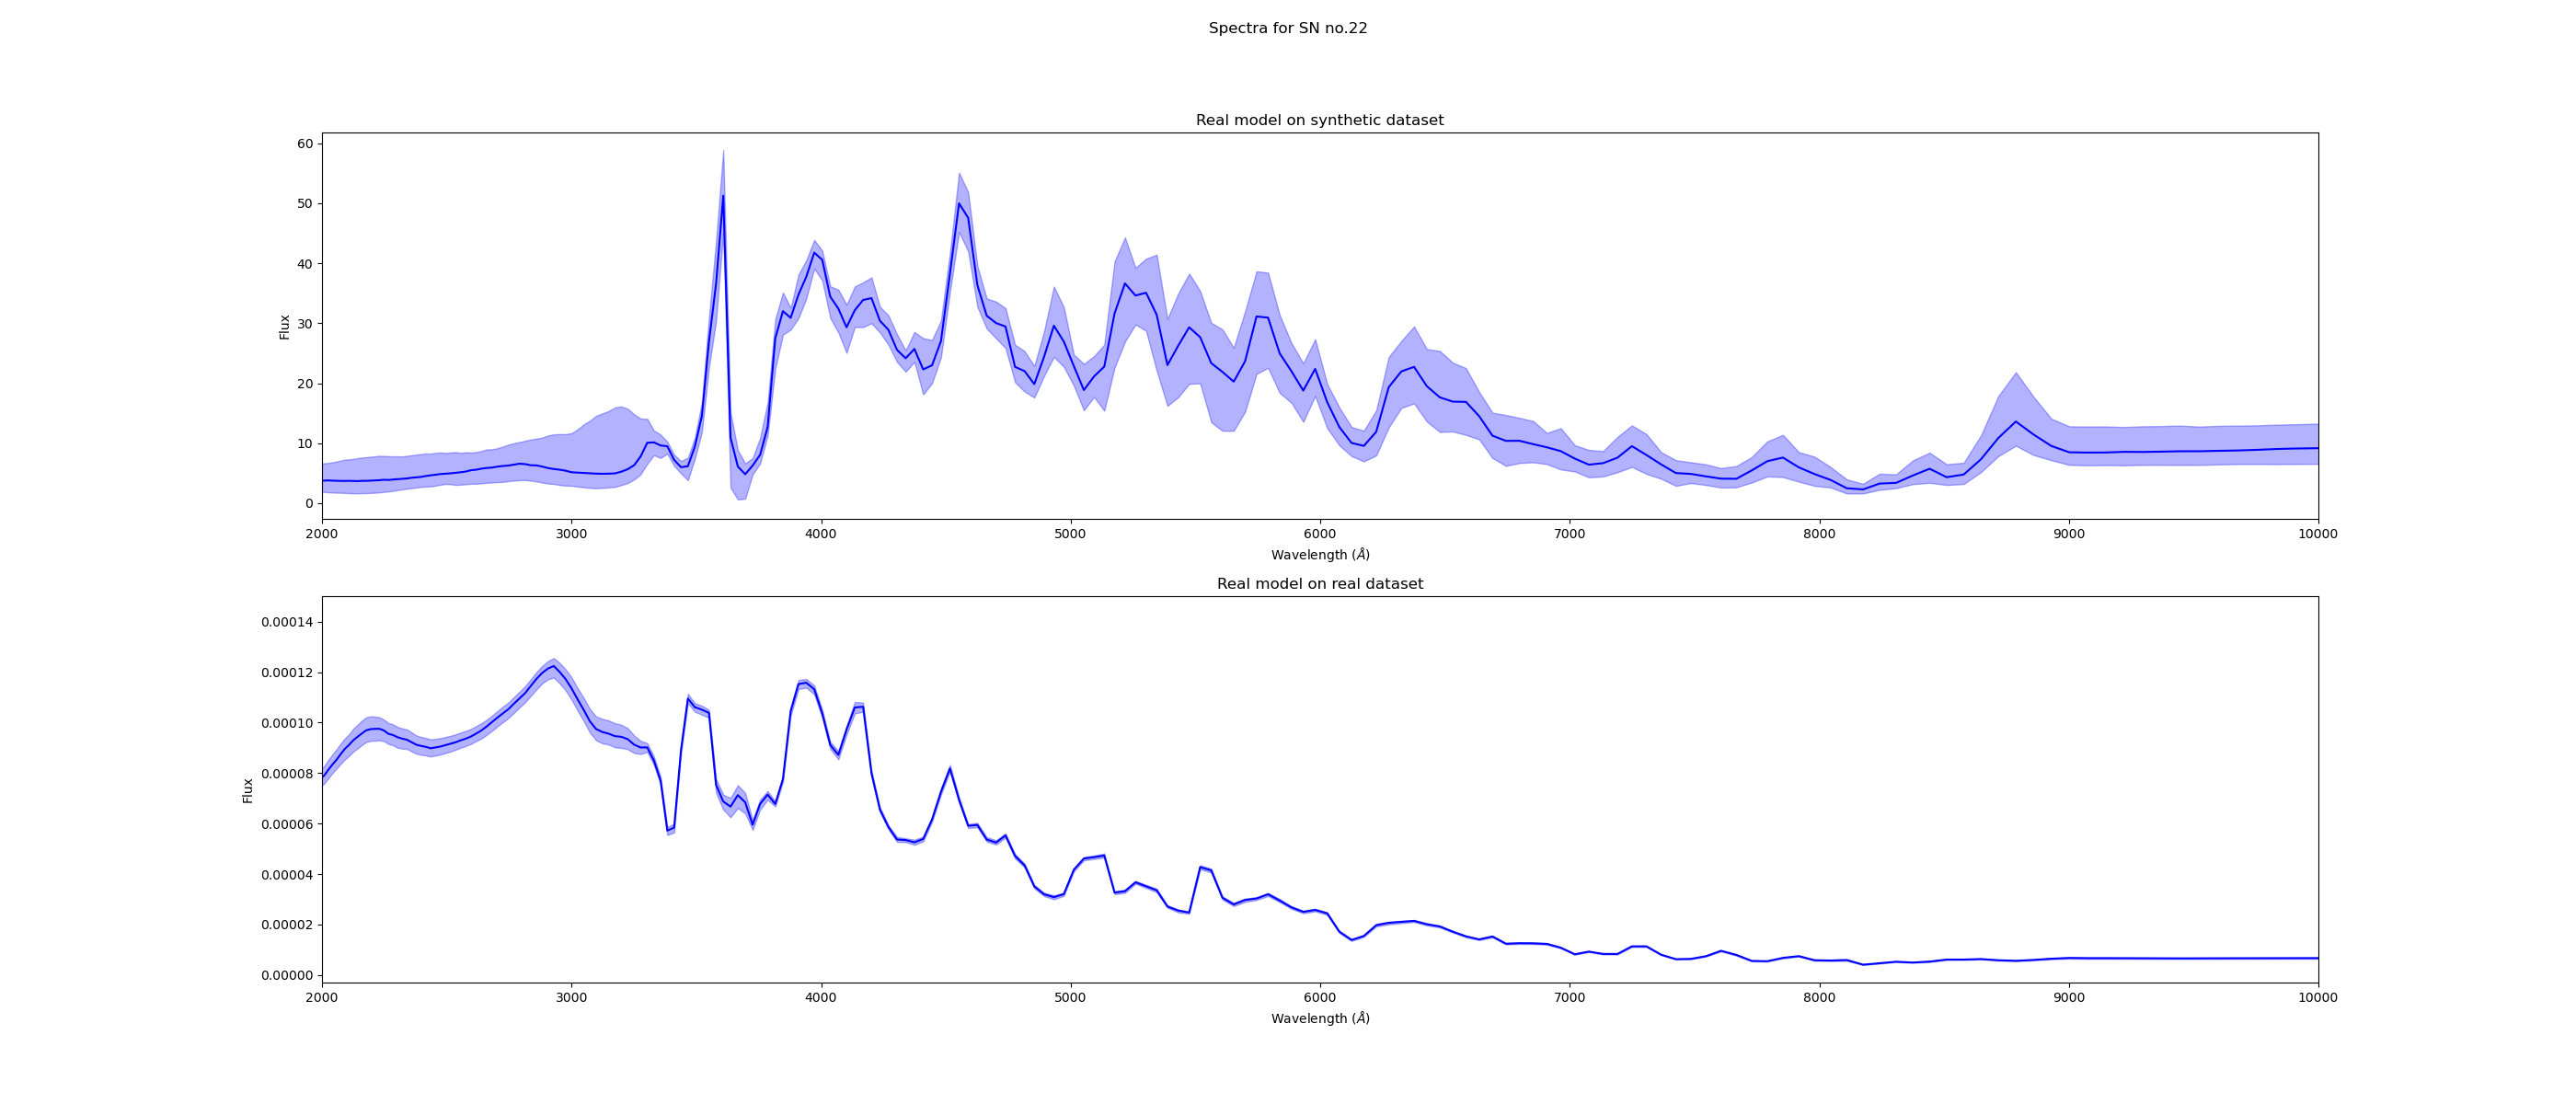 Spectra for SN no.22
Real model on synthetic dataset
60
50
40
30
20
10
0
Flux
2000 3000 4000 5000 6000 7000 8000 9000 10000
Wavelength (Å)
Real model on real dataset
0.00014
0.00012
0.00010
0.00008
0.00006
0.00004
0.00002
0.00000
Flux
2000 3000 4000 5000 6000 7000 8000 9000 10000
Wavelength (Å)